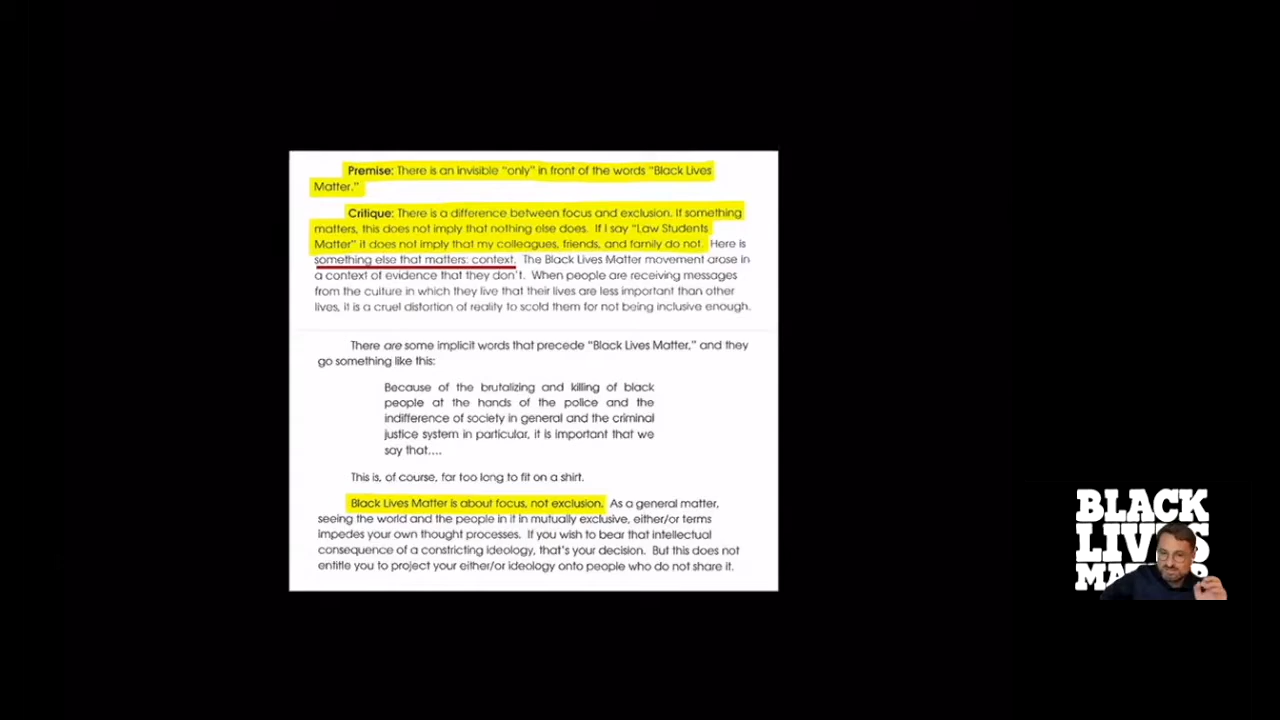 Premise: There is an invisible "only" in front of the words "Black Lives
Matter."
Critique: There is a difference between focus and exclusion. If something
matters, this does not imply that nothing else does. If I say "Law Students
Matter" it does not imply that my colleagues, friends, and family do not. Here is
something else that matters: context. The Black Lives Matter movement arose in
a context of evidence that they don't. When people are receiving messages
from the culture in which they live that their lives are less important than other
lives, it is a cruel distortion of reality to scold them for not being inclusive enough.
There are some implicit words that precede "Black Lives Matter," and they
go something like this:
Because of the brutalizing and killing of black
people at the hands of the police and the
indifference of society in general and the criminal
justice system in particular, it is important that we
say that....
This is, of course, far too long to fit on a shirt.
Black Lives Matter is about focus, not exclusion. As a general matter,
seeing the world and the people in it in mutually exclusive, either/or terms
impedes your own thought processes. If you wish to bear that intellectual
consequence of a constricting ideology, that's your decision. But this does not
entitle you to project your either/or ideology onto people who do not share it.
BLACK
LIVES
MATTER